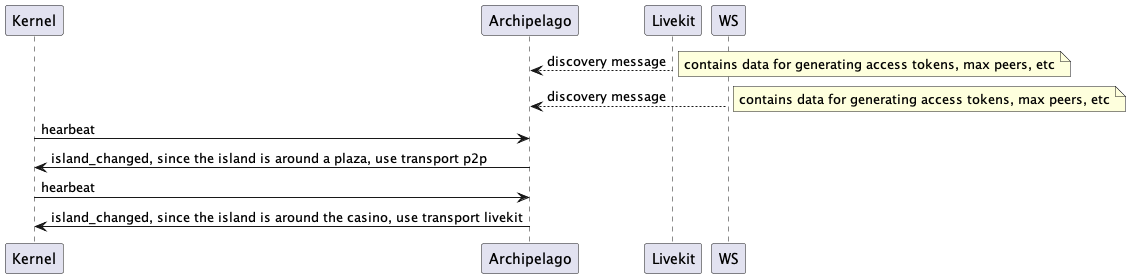 Kernel Archipelago Livekit WS
discovery message contains data for generating access tokens, max peers, etc
discovery message contains data for generating access tokens, max peers, etc
hearbeat
island_changed, since the island is around a plaza, use transport p2p
hearbeat
island_changed, since the island is around the casino, use transport livekit
Kernel Archipelago Livekit WS